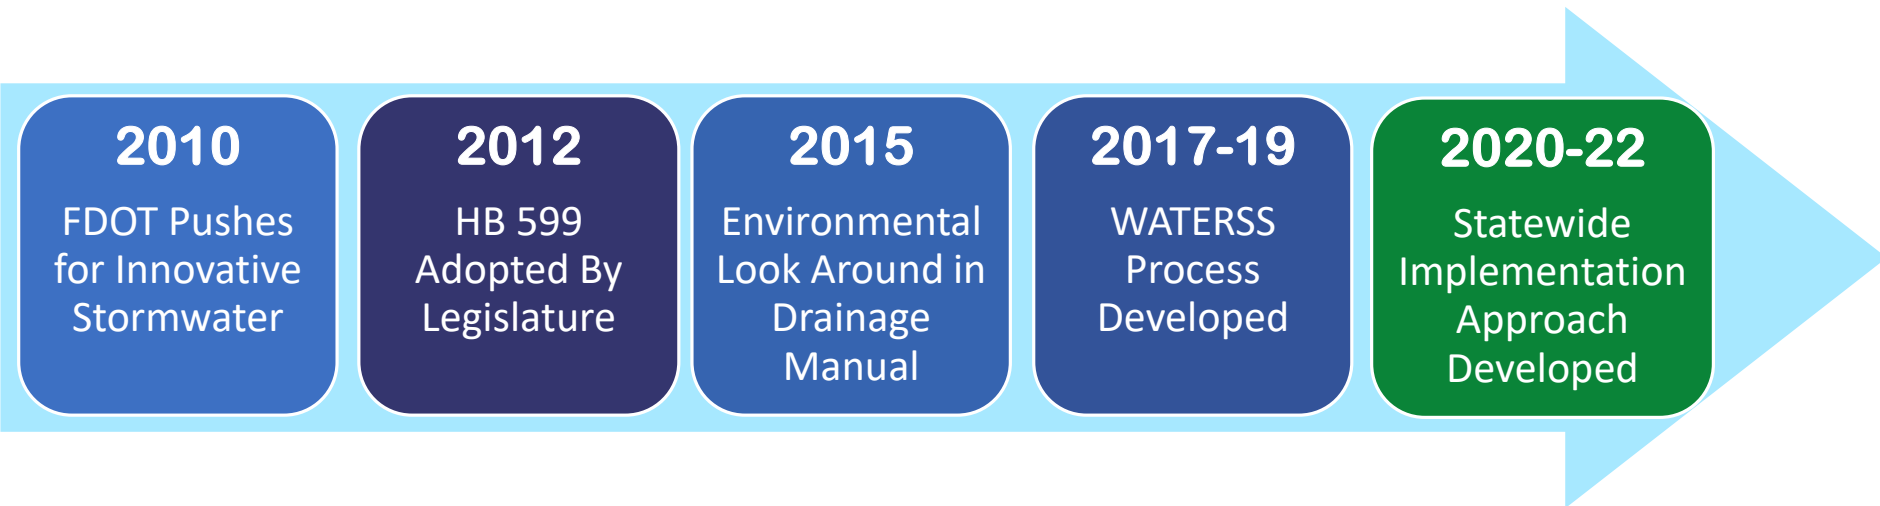 2010
FDOT Pushes
for Innovative
Stormwater
2012
HB 599
Adopted By
Legislature
2015
Environmental
Look Around in
Drainage
Manual
2017-19
WATERSS
Process
Developed
2020-22
Statewide
Implementation
Approach
Developed